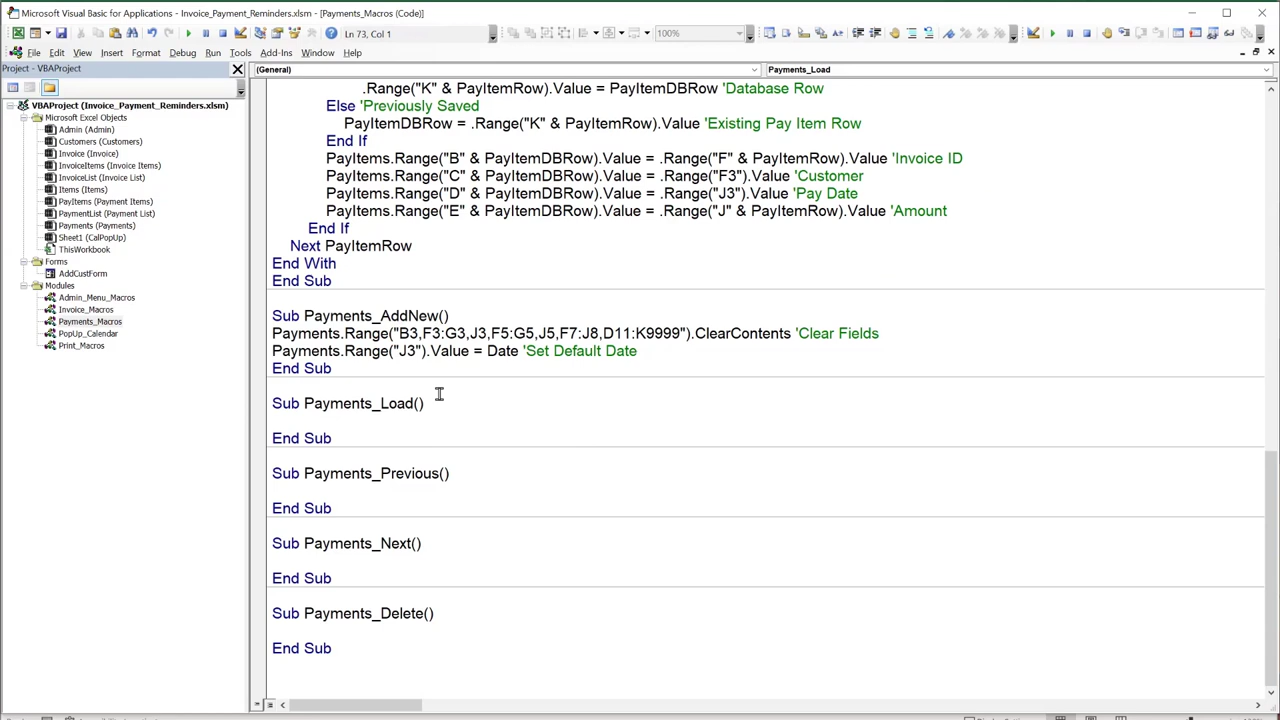 Microsoft Visual Basic for Applications - Invoice_Payment_Reminders.xlsm - [Payments_Macros (Code)]
Ln 73, Col 1
100%
File Edit View Insert Format Debug Run Tools Add-Ins Window Help
Project - VBAProject
(General)
Payments_Load
VBAProject (Invoice_Payment_Reminders.xlsm)
Microsoft Excel Objects
Admin (Admin)
Customers (Customers)
Invoice (Invoice)
InvoiceItems (Invoice Items)
InvoiceList (Invoice List)
Items (Items)
PayItems (Payment Items)
PaymentList (Payment List)
Payments (Payments)
Sheet1 (CalPopUp)
ThisWorkbook
Forms
AddCustForm
Modules
Admin_Menu_Macros
Invoice_Macros
Payments_Macros
PopUp_Calendar
Print_Macros
.Range("K" & PayItemRow).Value = PayItemDBRow 'Database Row
Else 'Previously Saved
PayItemDBRow = .Range("K" & PayItemRow).Value 'Existing Pay Item Row
End If
PayItems.Range("B" & PayItemDBRow).Value = .Range("F" & PayItemRow).Value 'Invoice ID
PayItems.Range("C" & PayItemDBRow).Value = .Range("F3").Value 'Customer
PayItems.Range("D" & PayItemDBRow).Value = .Range("J3").Value 'Pay Date
PayItems.Range("E" & PayItemDBRow).Value = .Range("J" & PayItemRow).Value 'Amount
End If
Next PayItemRow
End With
End Sub
Sub Payments_AddNew()
Payments.Range("B3,F3:G3,J3,F5:G5,J5,F7:J8,D11:K9999").ClearContents 'Clear Fields
Payments.Range("J3").Value = Date 'Set Default Date
End Sub
Sub Payments_Load()
End Sub
Sub Payments_Previous()
End Sub
Sub Payments_Next()
End Sub
Sub Payments_Delete()
End Sub